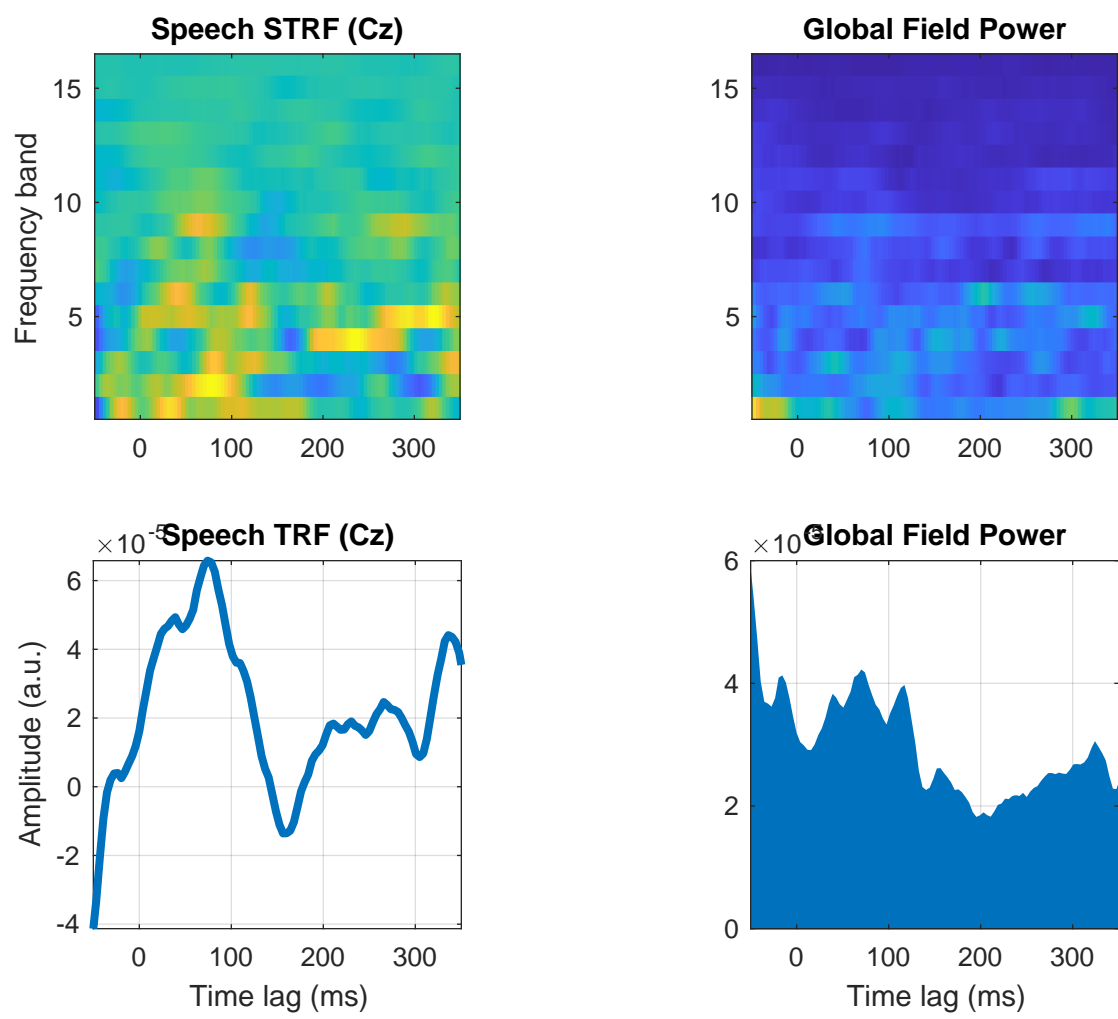 Speech STRF (Cz)
Frequency band
15
10
5
0 100 200 300
Global Field Power
15
10
5
0 100 200 300
×10^-5
Speech TRF (Cz)
Amplitude (a.u.)
6
4
2
0
-2
-4
0 100 200 300
Time lag (ms)
×10^-5
Global Field Power
6
4
2
0
0 100 200 300
Time lag (ms)